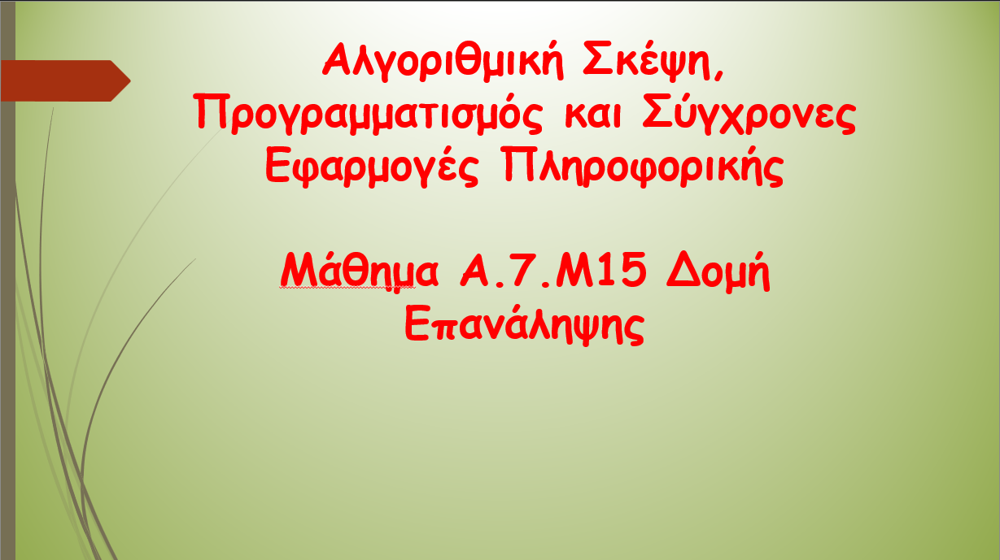 Αλγοριθμική Σκέψη,
Προγραμματισμός και Σύγχρονες
Εφαρμογές Πληροφορικής
Μάθημα Α.7.Μ15 Δομή
Επανάληψης